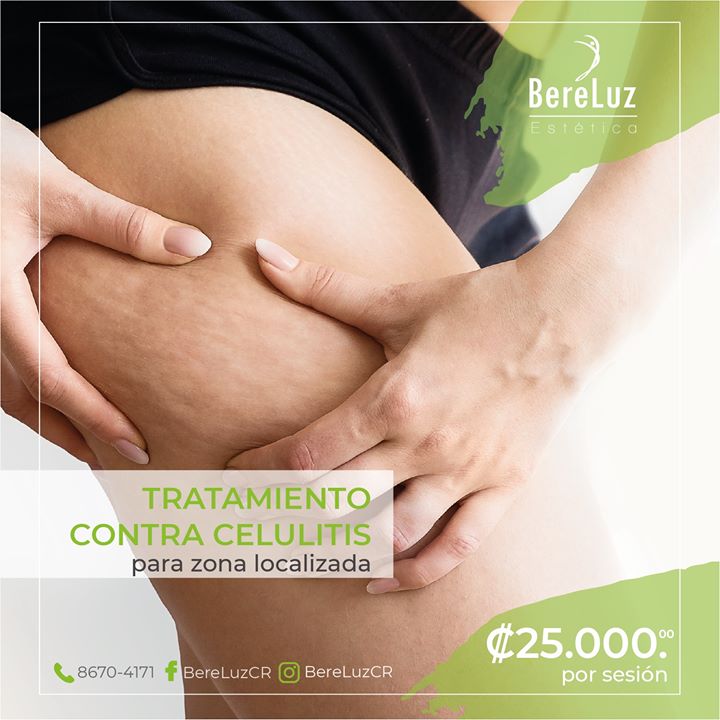 BereLuz
Estética
TRATAMIENTO
CONTRA CELULITIS
para zona localizada
₡25.000.00
por sesión
8670-4171 BereLuzCR BereLuzCR